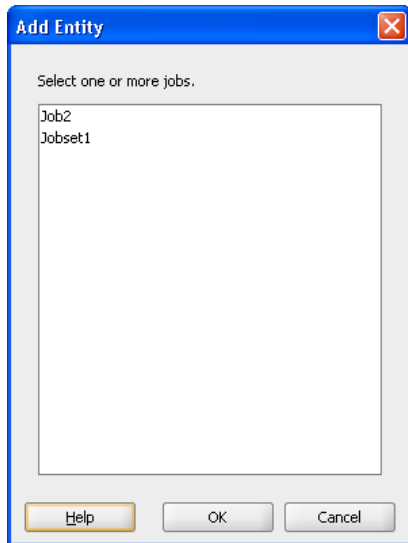 Add Entity
Select one or more jobs.
Job2
Jobset1
Help OK Cancel